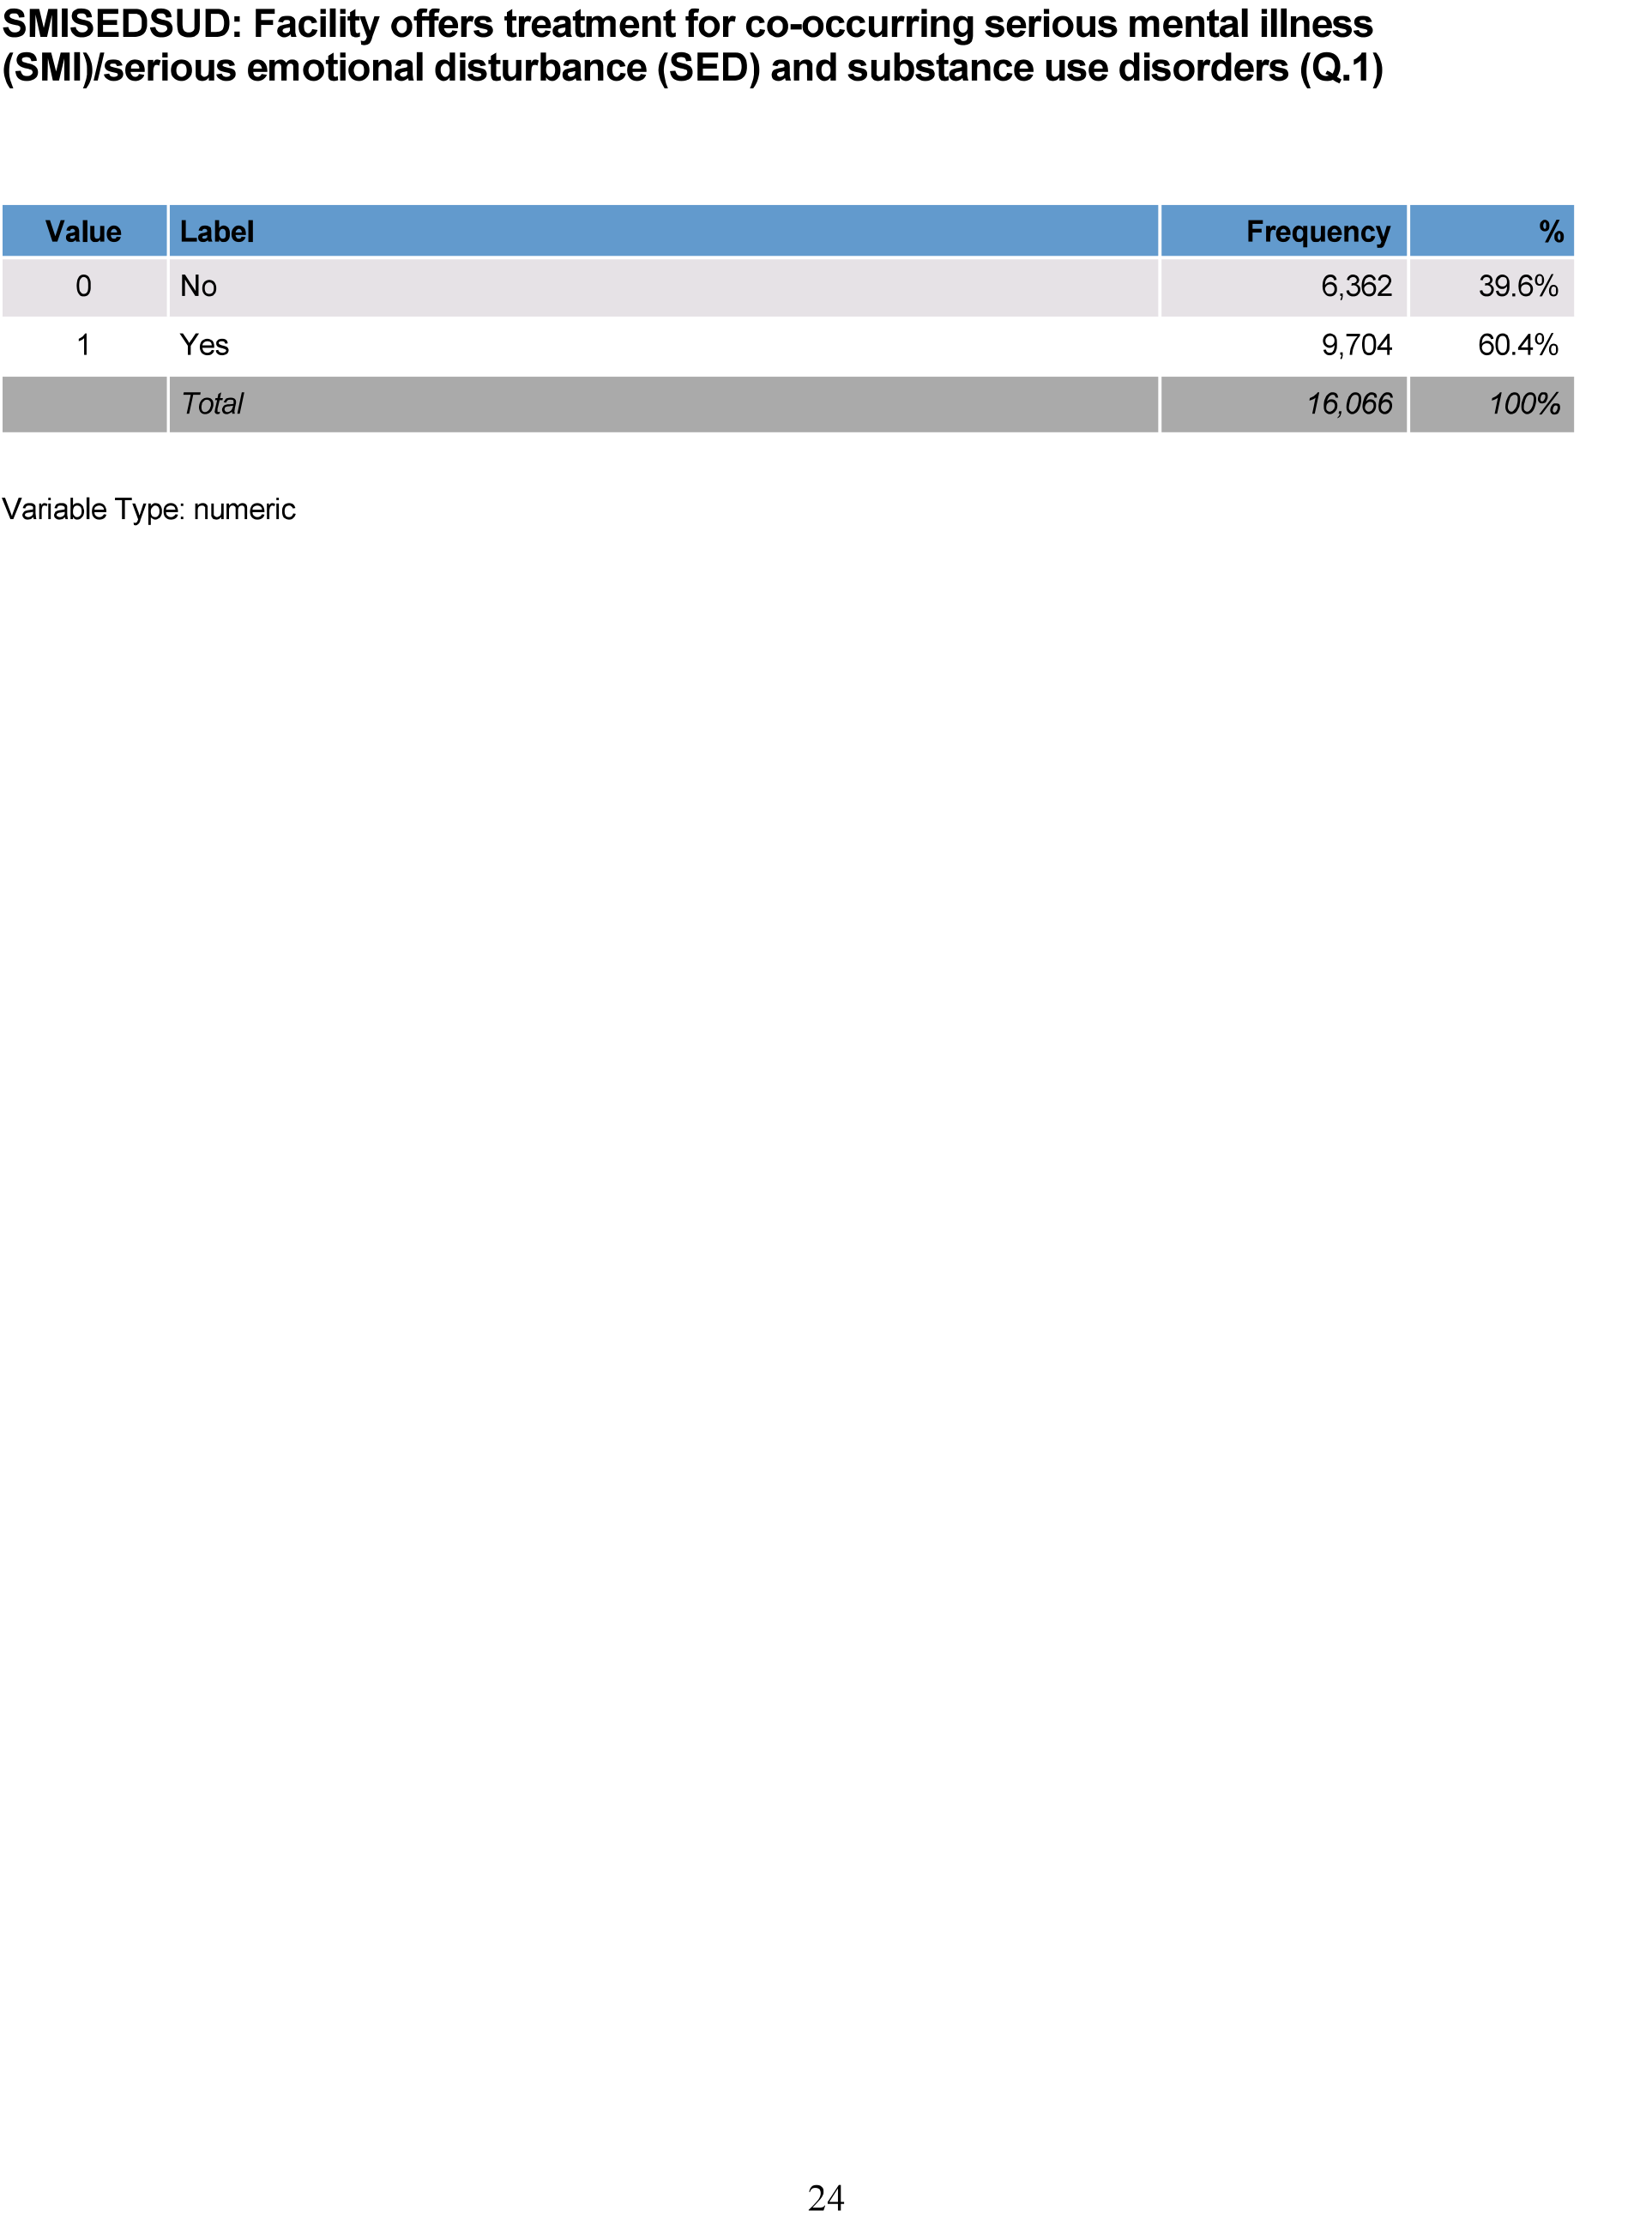 SMISEDSUD: Facility offers treatment for co-occurring serious mental illness
(SMI)/serious emotional disturbance (SED) and substance use disorders (Q.1)
Value Label Frequency %
0 No 6,362 39.6%
1 Yes 9,704 60.4%
Total 16,066 100%
Variable Type: numeric
24